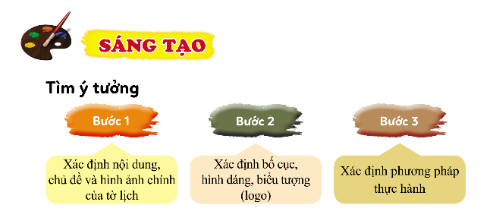 SÁNG TẠO
Tìm ý tưởng
Bước 1
Bước 2
Bước 3
Xác định nội dung,
chủ đề và hình ảnh chính
của tờ lịch
Xác định bố cục,
hình dáng, biểu tượng
(logo)
Xác định phương pháp
thực hành